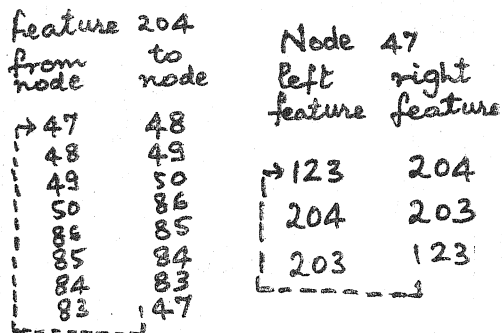 Feature 204
from node to node
47 48
48 49
49 50
50 86
86 85
85 84
84 83
83 47
Node 47
left feature right feature
123 204
204 203
203 123